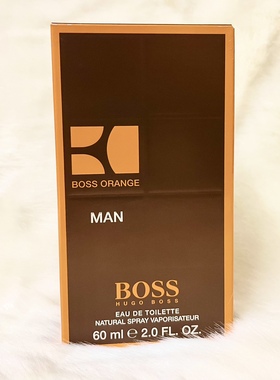 BOSS ORANGE
MAN
BOSS
HUGO BOSS
EAU DE TOILETTE
NATURAL SPRAY VAPORISATEUR
60 ml ℮ 2.0 FL. OZ.